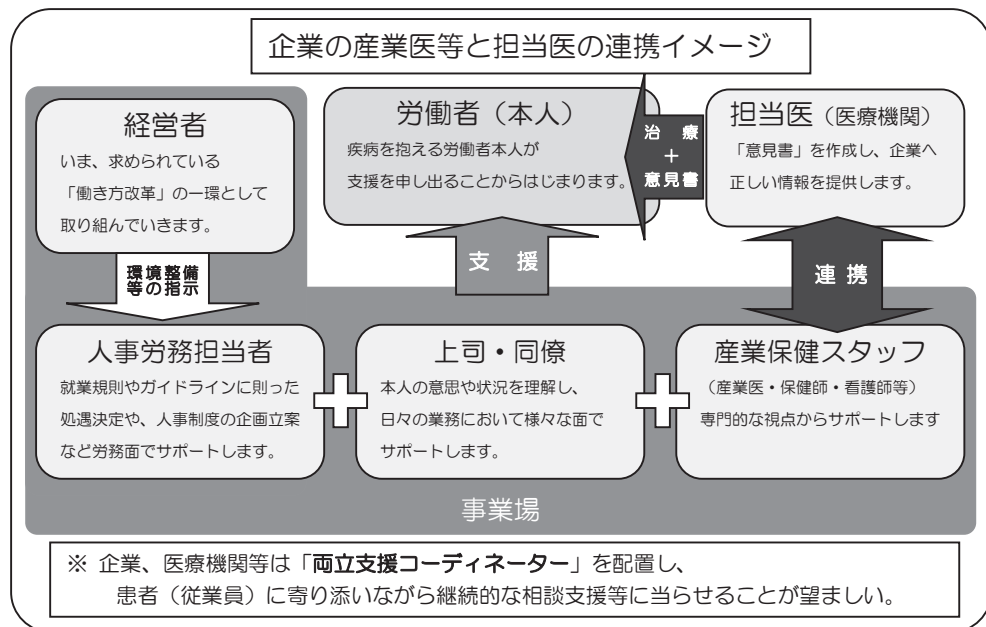 企業の産業医等と担当医の連携イメージ
経営者
いま、求められている
「働き方改革」の一環として
取り組んでいきます。
労働者（本人）
疾病を抱える労働者本人が
支援を申し出ることからはじまります。
治　療
＋
意見書
担当医（医療機関）
「意見書」を作成し、企業へ
正しい情報を提供します。
環境整備
等の指示
支　援
連 携
人事労務担当者
就業規則やガイドラインに則った
処遇決定や、人事制度の企画立案
など労務面でサポートします。
上司・同僚
本人の意思や状況を理解し、
日々の業務において様々な面で
サポートします。
産業保健スタッフ
（産業医・保健師・看護師等）
専門的な視点からサポートします
事業場
※ 企業、医療機関等は「両立支援コーディネーター」を配置し、
患者（従業員）に寄り添いながら継続的な相談支援等に当らせることが望ましい。